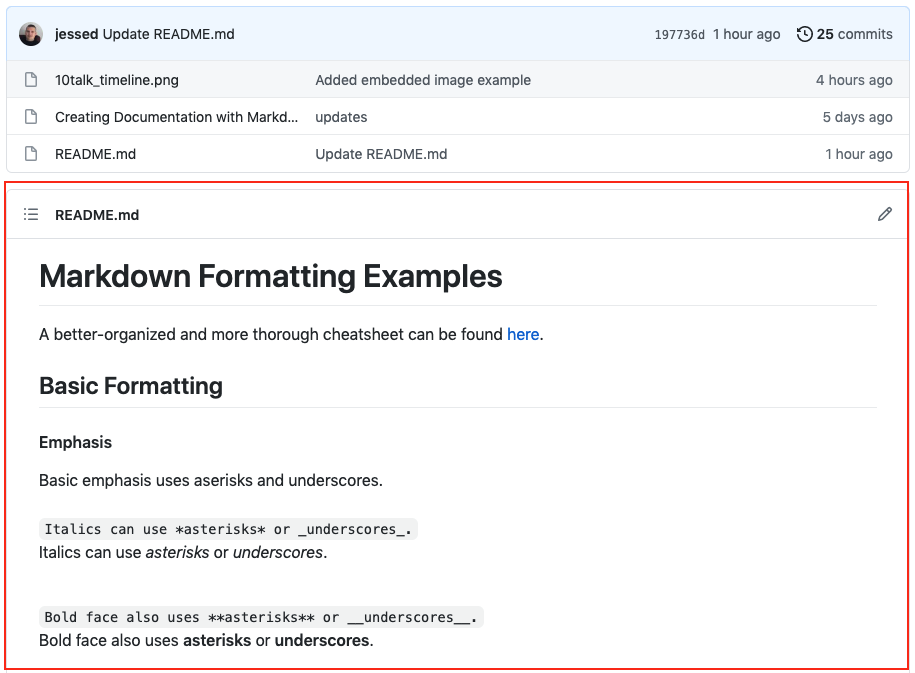 jessed Update README.md 197736d 1 hour ago 25 commits
10talk_timeline.png Added embedded image example 4 hours ago
Creating Documentation with Markd... updates 5 days ago
README.md Update README.md 1 hour ago
README.md
Markdown Formatting Examples
A better-organized and more thorough cheatsheet can be found here.
Basic Formatting
Emphasis
Basic emphasis uses aserisks and underscores.
Italics can use *asterisks* or _underscores_.
Italics can use asterisks or underscores.
Bold face also uses **asterisks** or __underscores__.
Bold face also uses asterisks or underscores.